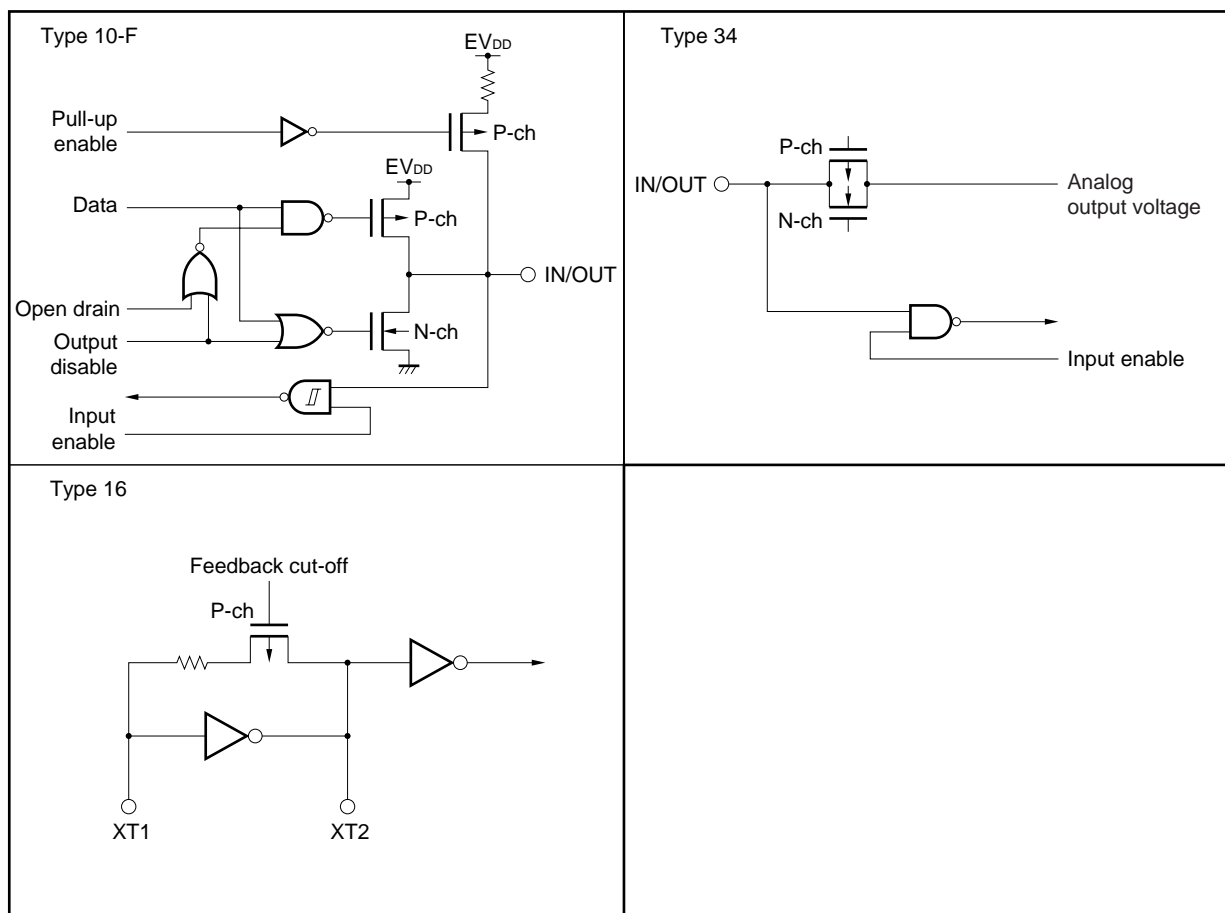 Type 10-F
EVDD
Pull-up
enable
P-ch
EVDD
Data
P-ch
IN/OUT
Open drain
Output
disable
N-ch
Input
enable
Type 34
P-ch
IN/OUT
N-ch
Analog
output voltage
Input enable
Type 16
Feedback cut-off
P-ch
XT1
XT2